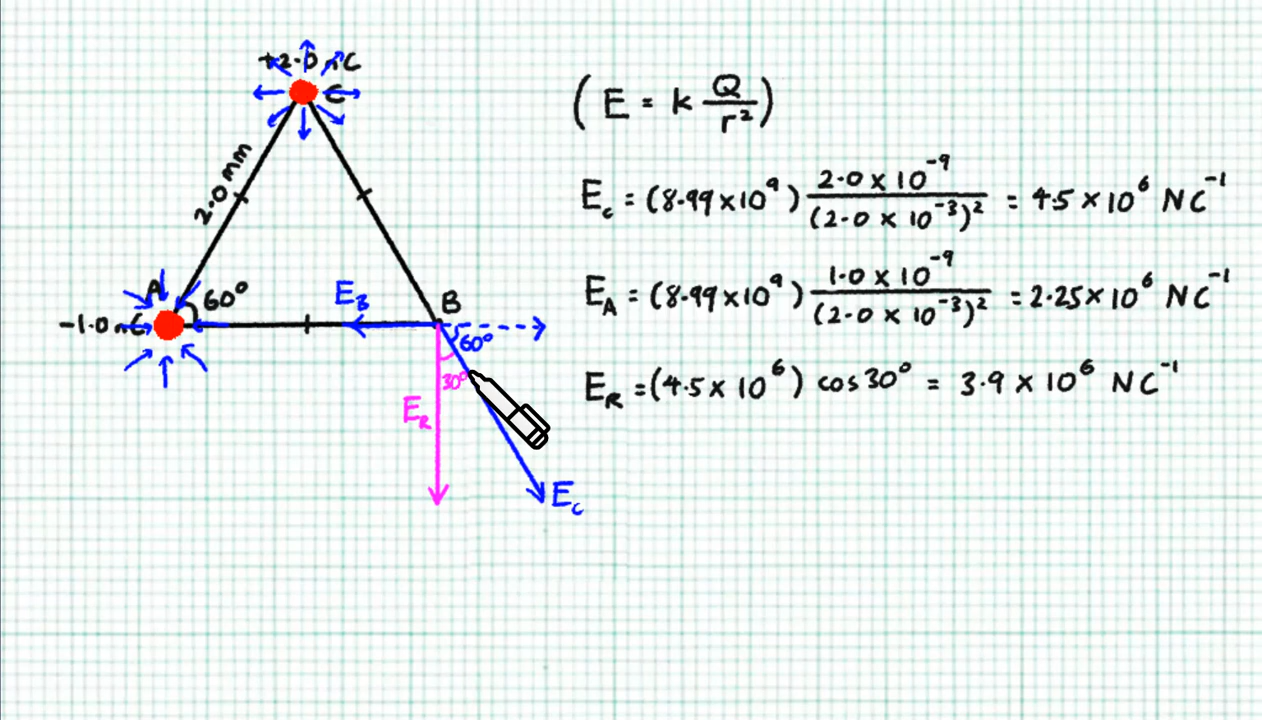 +2.0 nC
C
2.0 mm
A
60°
-1.0 nC
E_B
B
60°
30°
E_R
E_c
(E = k Q/r²)
E_c = (8.99×10⁹) 2.0 × 10⁻⁹/(2.0 × 10⁻³)² = 4.5 × 10⁶ N C⁻¹
E_A = (8.99×10⁹) 1.0 × 10⁻⁹/(2.0 × 10⁻³)² = 2.25×10⁶ N C⁻¹
E_R = (4.5 × 10⁶) cos 30° = 3.9 × 10⁶ N C⁻¹